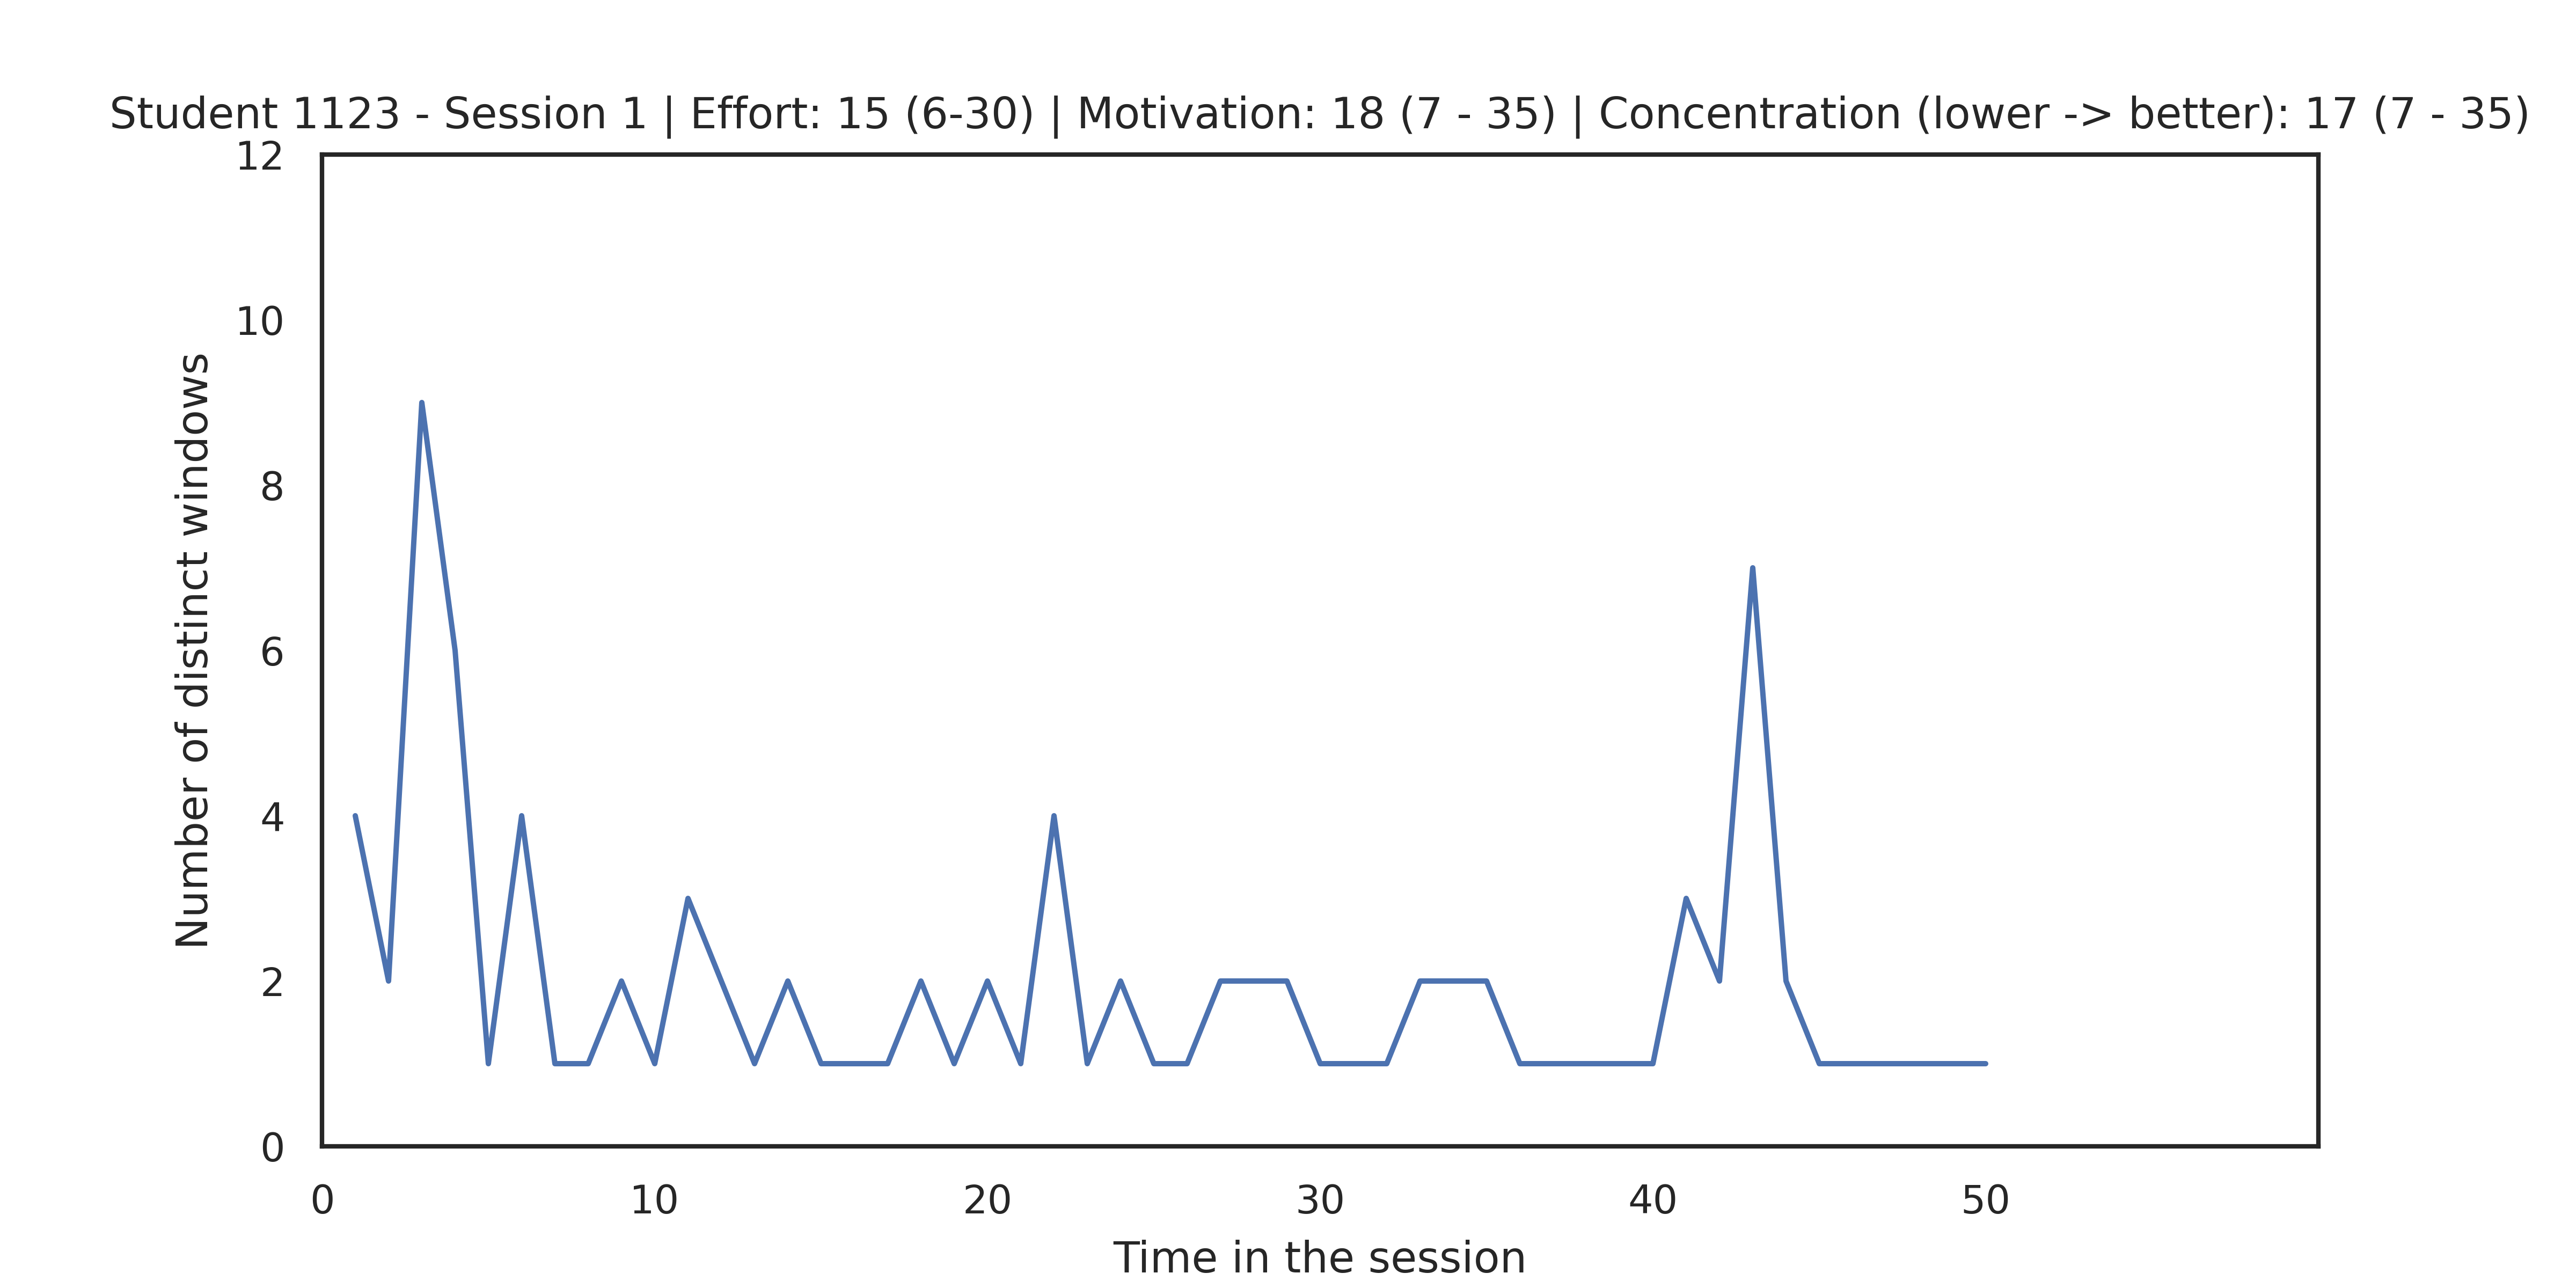 Student 1123 - Session 1 | Effort: 15 (6-30) | Motivation: 18 (7 - 35) | Concentration (lower -> better): 17 (7 - 35)
Number of distinct windows
12
10
8
6
4
2
0
0 10 20 30 40 50
Time in the session